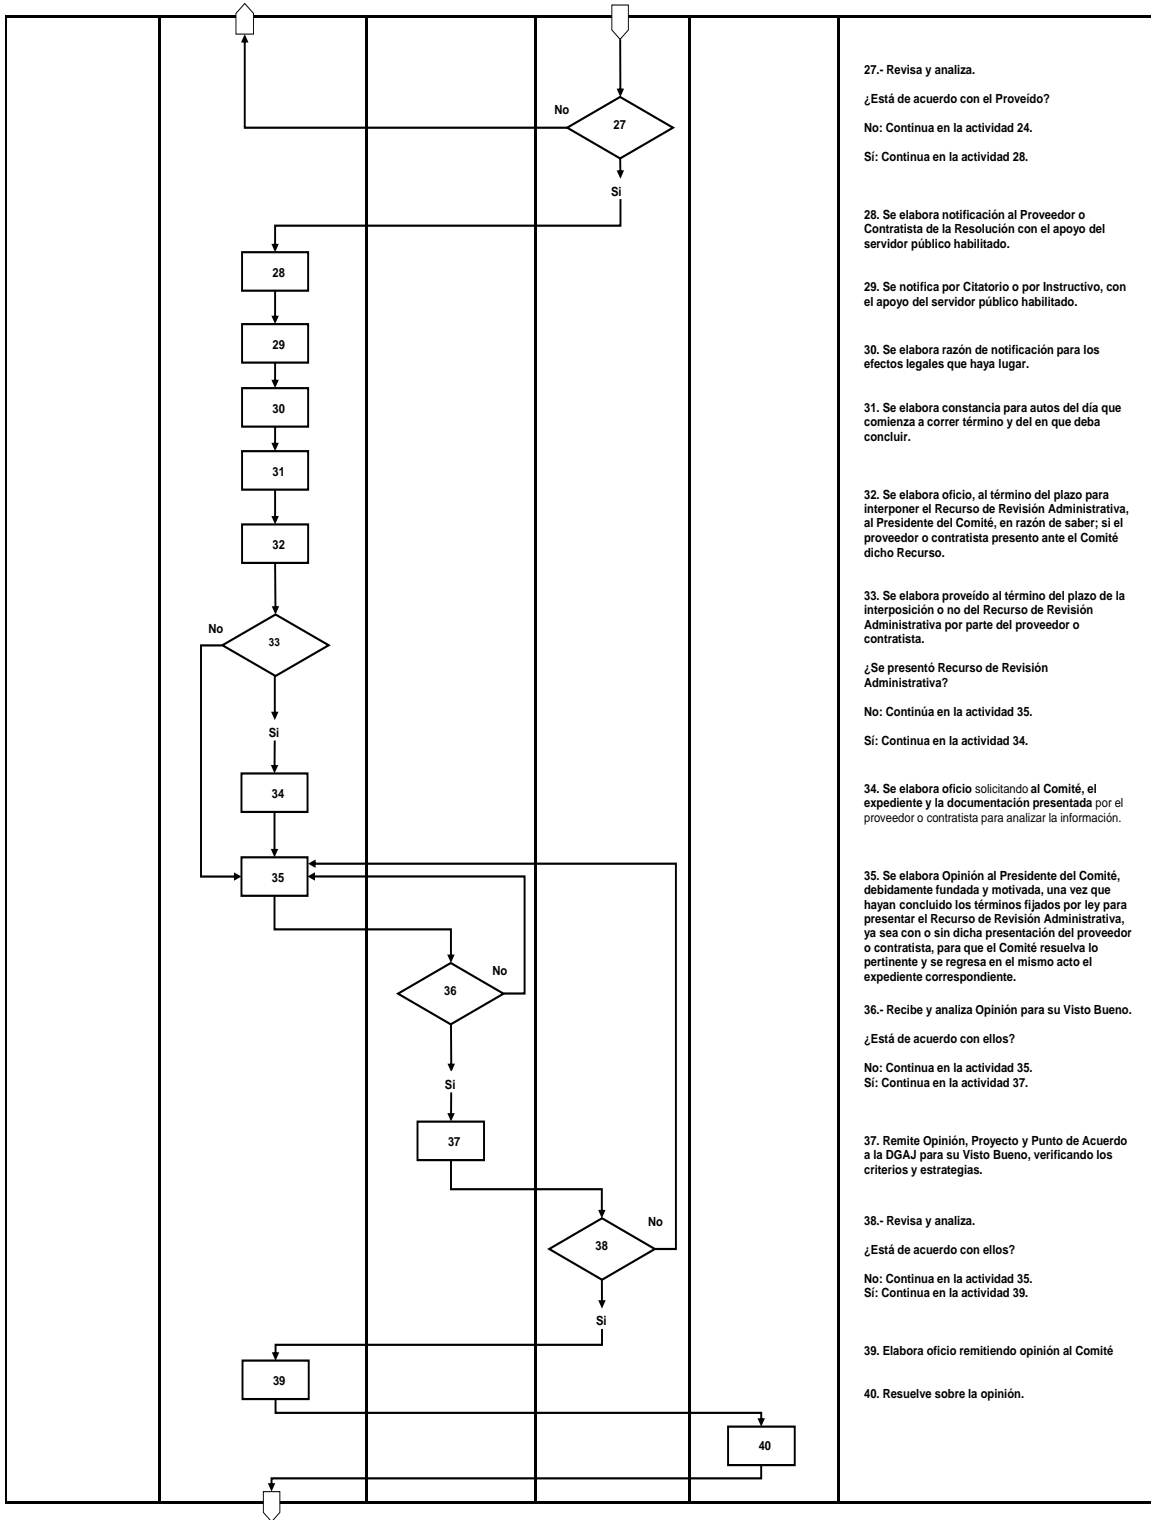 27.- Revisa y analiza.
¿Está de acuerdo con el Proveído?
No: Continua en la actividad 24.
Sí: Continua en la actividad 28.
No
27
Si
28. Se elabora notificación al Proveedor o
Contratista de la Resolución con el apoyo del
servidor público habilitado.
28
29. Se notifica por Citatorio o por Instructivo, con
el apoyo del servidor público habilitado.
29
30. Se elabora razón de notificación para los
efectos legales que haya lugar.
30
31. Se elabora constancia para autos del día que
comienza a correr término y del en que deba
concluir.
31
32. Se elabora oficio, al término del plazo para
interponer el Recurso de Revisión Administrativa,
al Presidente del Comité, en razón de saber; si el
proveedor o contratista presento ante el Comité
dicho Recurso.
32
33. Se elabora proveído al término del plazo de la
interposición o no del Recurso de Revisión
Administrativa por parte del proveedor o
contratista.
¿Se presentó Recurso de Revisión
Administrativa?
No: Continúa en la actividad 35.
Sí: Continua en la actividad 34.
No
33
Si
34. Se elabora oficio solicitando al Comité, el
expediente y la documentación presentada por el
proveedor o contratista para analizar la información.
34
35. Se elabora Opinión al Presidente del Comité,
debidamente fundada y motivada, una vez que
hayan concluido los términos fijados por ley para
presentar el Recurso de Revisión Administrativa,
ya sea con o sin dicha presentación del proveedor
o contratista, para que el Comité resuelva lo
pertinente y se regresa en el mismo acto el
expediente correspondiente.
35
36.- Recibe y analiza Opinión para su Visto Bueno.
¿Está de acuerdo con ellos?
No: Continua en la actividad 35.
Sí: Continua en la actividad 37.
No
36
Si
37. Remite Opinión, Proyecto y Punto de Acuerdo
a la DGAJ para su Visto Bueno, verificando los
criterios y estrategias.
37
38.- Revisa y analiza.
¿Está de acuerdo con ellos?
No: Continua en la actividad 35.
Sí: Continua en la actividad 39.
No
38
Si
39. Elabora oficio remitiendo opinión al Comité
39
40. Resuelve sobre la opinión.
40